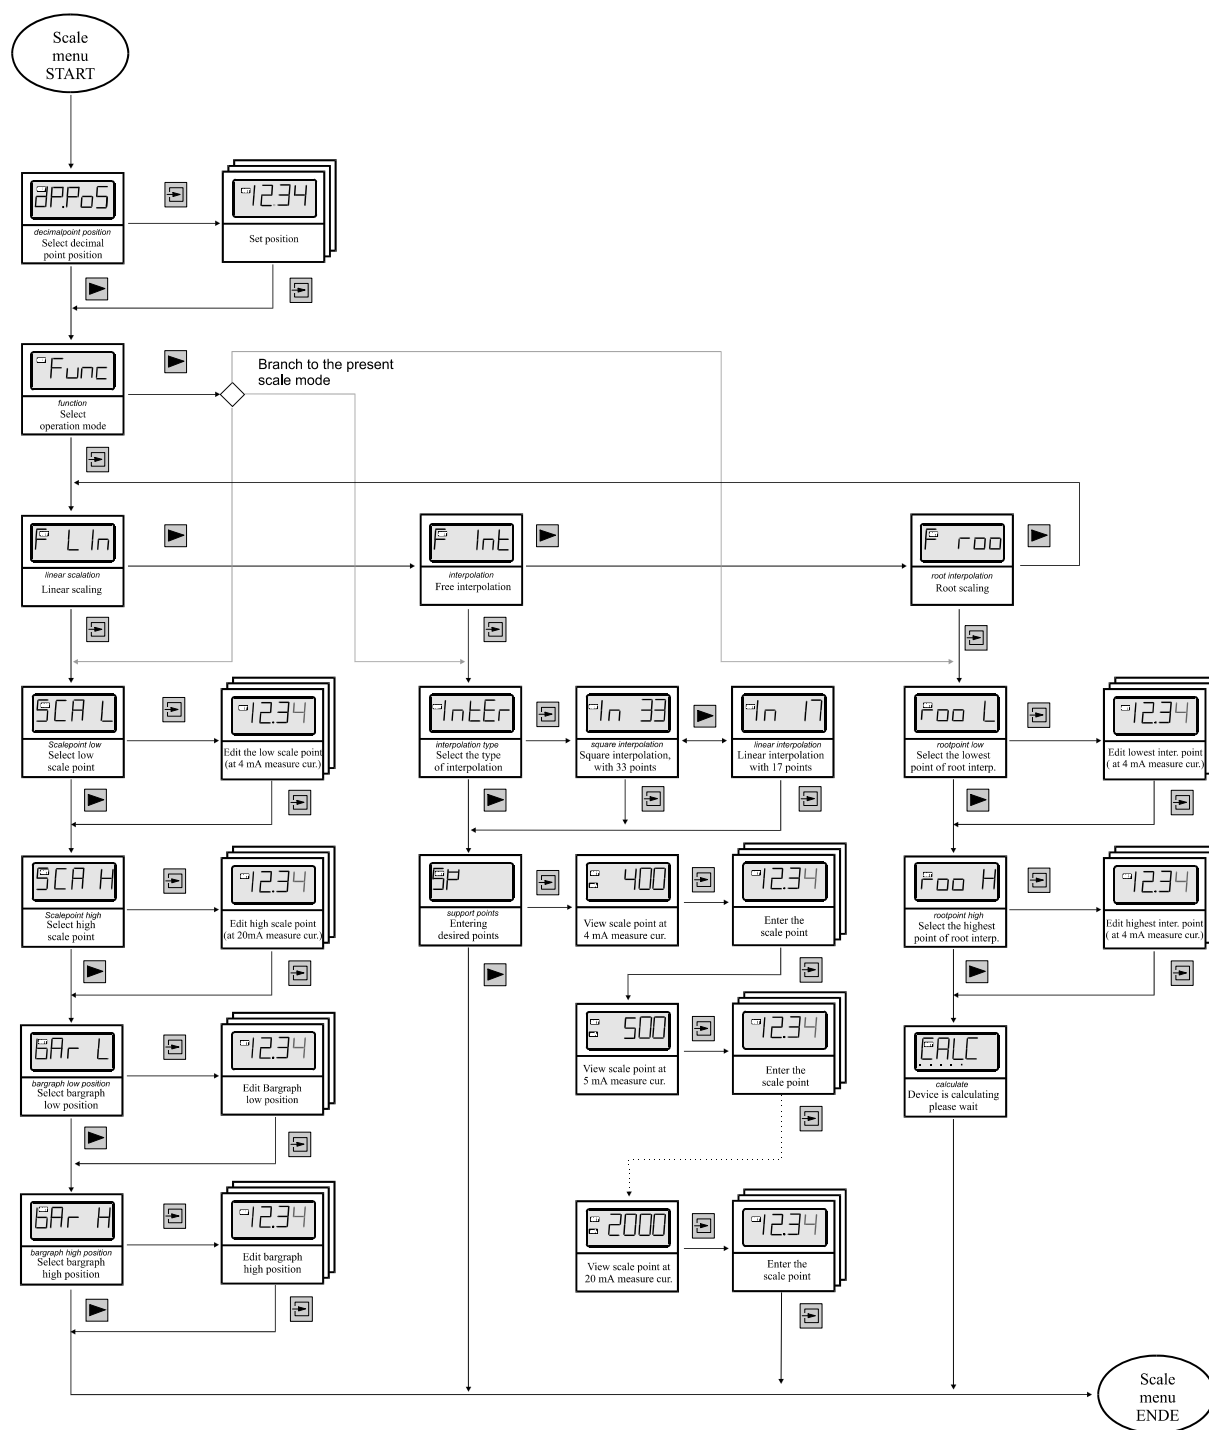 Scale
menu
START
dP.PoS
decimalpoint position
Select decimal
point position
12.34
Set position
Func
function
Select
operation mode
Branch to the present
scale mode
F LIn
linear scalation
Linear scaling
F Int
interpolation
Free interpolation
F roo
root interpolation
Root scaling
SCA L
Scalepoint low
Select low
scale point
12.34
Edit the low scale point
(at 4 mA measure cur.)
IntEr
interpolation type
Select the type
of interpolation
In 33
square interpolation
Square interpolation,
with 33 points
In 17
linear interpolation
Linear interpolation
with 17 points
roo L
rootpoint low
Select the lowest
point of root interp.
12.34
Edit lowest inter. point
( at 4 mA measure cur.)
SCA H
Scalepoint high
Select high
scale point
12.34
Edit high scale point
(at 20mA measure cur.)
SP
support points
Entering
desired points
400
View scale point at
4 mA measure cur.
12.34
Enter the
scale point
roo H
rootpoint high
Select the highest
point of root interp.
12.34
Edit highest inter. point
( at 4 mA measure cur.)
bAr L
bargraph low position
Select bargraph
low position
12.34
Edit Bargraph
low position
500
View scale point at
5 mA measure cur.
12.34
Enter the
scale point
CALC
calculate
Device is calculating
please wait
bAr H
bargraph high position
Select bargraph
high position
12.34
Edit bargraph
high position
2000
View scale point at
20 mA measure cur.
12.34
Enter the
scale point
Scale
menu
ENDE